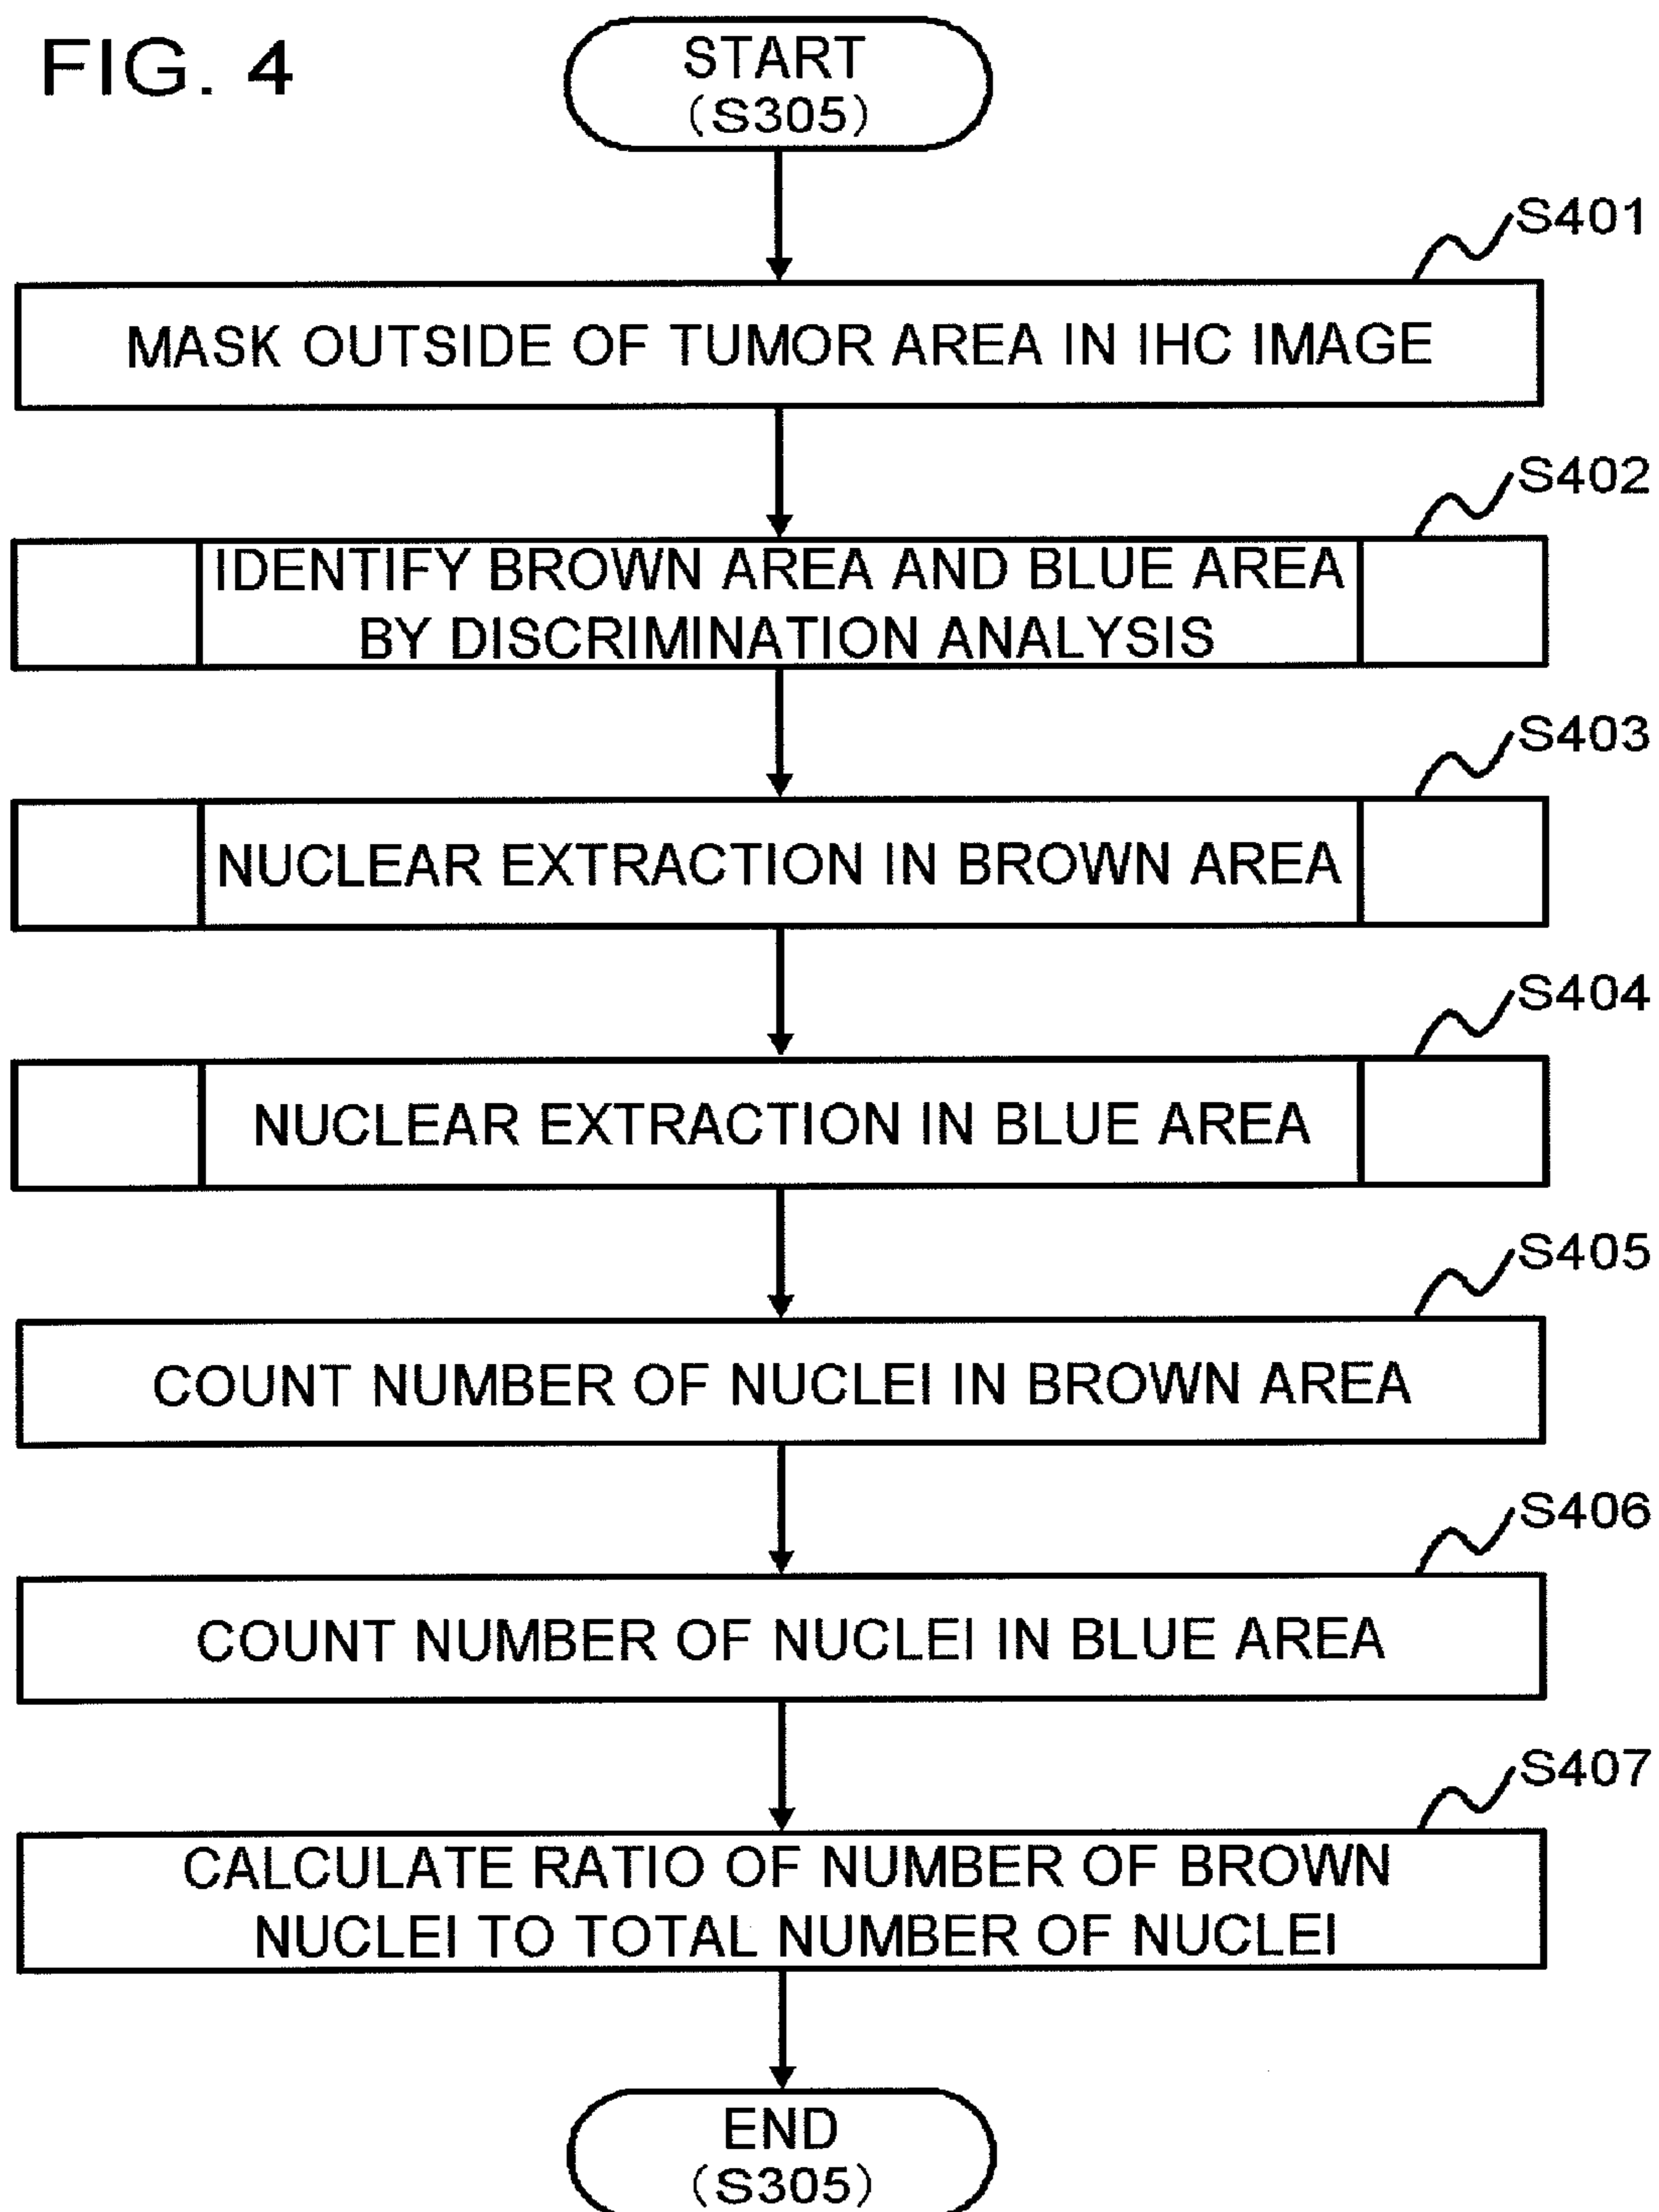 FIG. 4
START
(S305)
S401
MASK OUTSIDE OF TUMOR AREA IN IHC IMAGE
S402
IDENTIFY BROWN AREA AND BLUE AREA
BY DISCRIMINATION ANALYSIS
S403
NUCLEAR EXTRACTION IN BROWN AREA
S404
NUCLEAR EXTRACTION IN BLUE AREA
S405
COUNT NUMBER OF NUCLEI IN BROWN AREA
S406
COUNT NUMBER OF NUCLEI IN BLUE AREA
S407
CALCULATE RATIO OF NUMBER OF BROWN
NUCLEI TO TOTAL NUMBER OF NUCLEI
END
(S305)